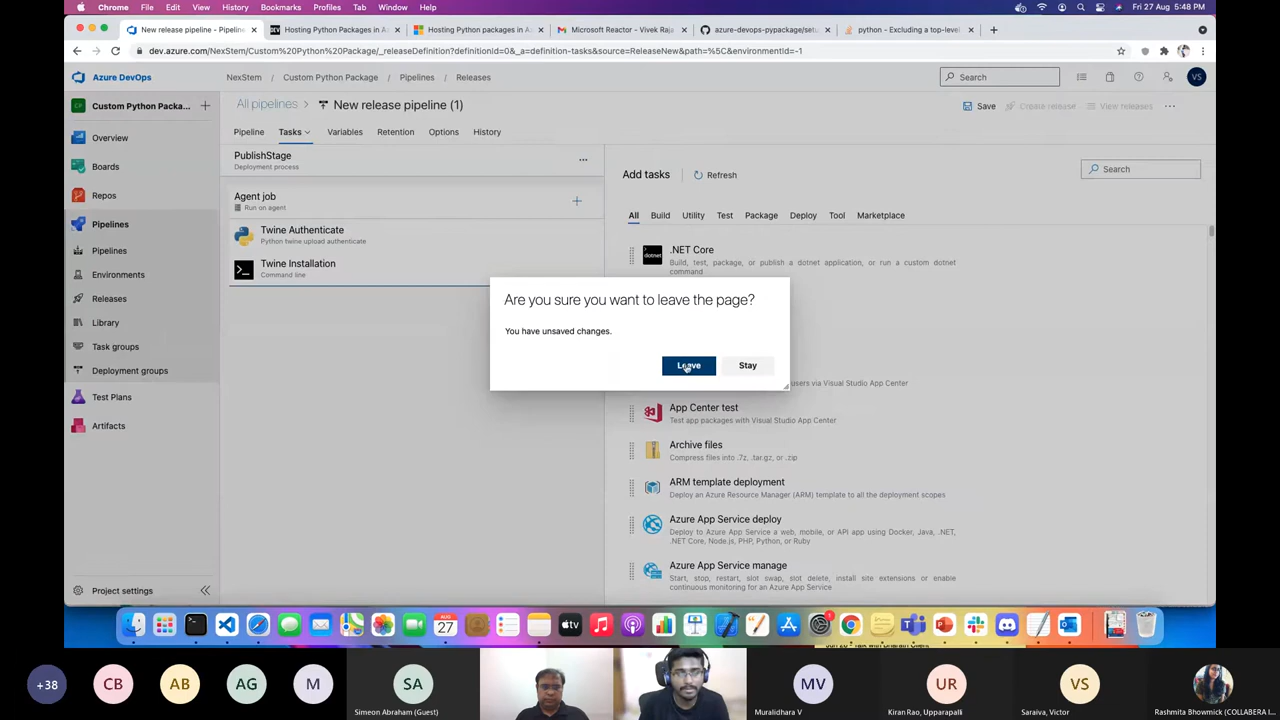 Chrome File Edit View History Bookmarks Profiles Tab Window Help
Fri 27 Aug 5:48 PM
New release pipeline - Pipeline
Hosting Python Packages in Az
Hosting Python packages in Az
Microsoft Reactor - Vivek Raja
azure-devops-pypackage/setu
python - Excluding a top-level
dev.azure.com/NexStem/Custom%20Python%20Package/_releaseDefinition?definitionId=0&_a=definition-tasks&source=ReleaseNew&path=%5C&environmentId=-1
Azure DevOps
NexStem / Custom Python Package / Pipelines / Releases
Search
VS
CP Custom Python Packa...
Overview
Boards
Repos
Pipelines
Pipelines
Environments
Releases
Library
Task groups
Deployment groups
Test Plans
Artifacts
Project settings
All pipelines > New release pipeline (1)
Save
Create release
View releases
...
Pipeline Tasks Variables Retention Options History
PublishStage
Deployment process
...
Agent job
Run on agent
Twine Authenticate
Python twine upload authenticate
Twine Installation
Command line
Add tasks
Refresh
Search
All Build Utility Test Package Deploy Tool Marketplace
dotnet
.NET Core
Build, test, package, or publish a dotnet application, or run a custom dotnet
command
Are you sure you want to leave the page?
You have unsaved changes.
Leave
Stay
users via Visual Studio App Center
App Center test
Test app packages with Visual Studio App Center
Archive files
Compress files into .7z, .tar.gz, or .zip
ARM template deployment
Deploy an Azure Resource Manager (ARM) template to all the deployment scopes
Azure App Service deploy
Deploy to Azure App Service a web, mobile, or API app using Docker, Java, .NET,
.NET Core, Node.js, PHP, Python, or Ruby
Azure App Service manage
Start, stop, restart, slot swap, slot delete, install site extensions or enable
continuous monitoring for an Azure App Service
AUG
27
tv
1
+38
CB
AB
AG
M
SA
MV
UR
VS
Simeon Abraham (Guest)
Muralidhara V
Kiran Rao, Upparapalli
Saraiva, Victor
Rashmita Bhowmick (COLLABERA I...